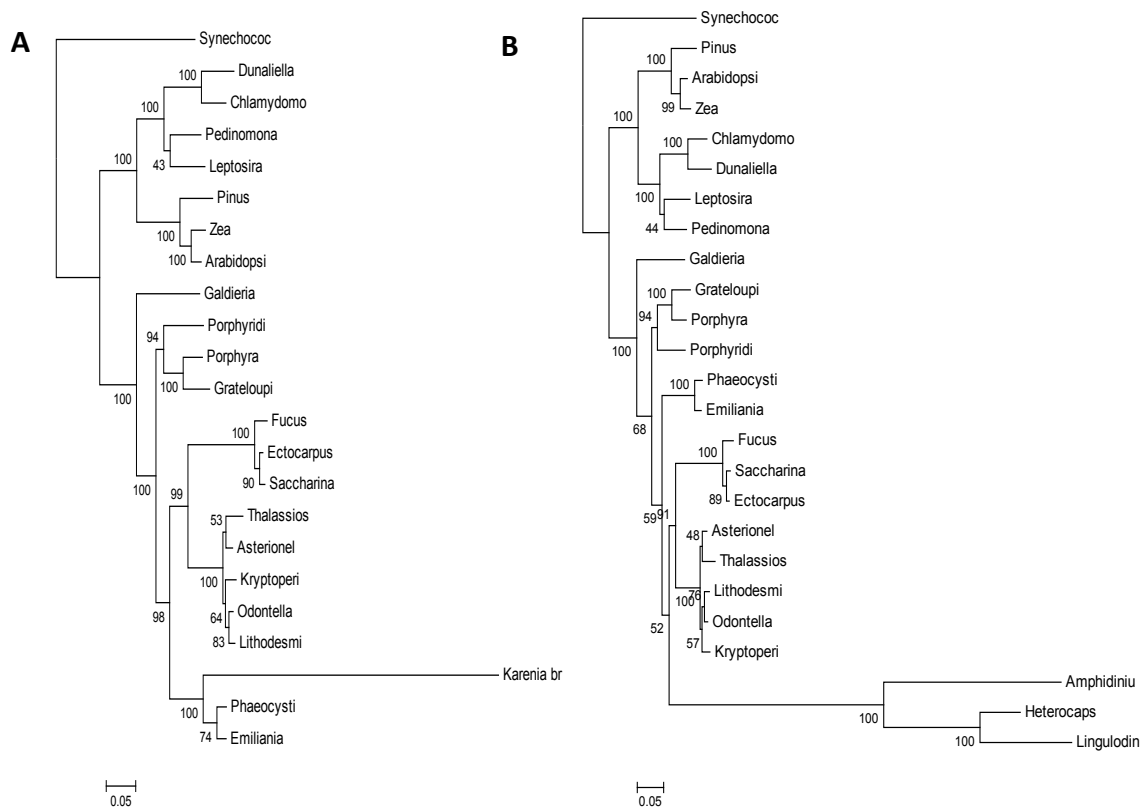 A
Synechococ
100
Dunaliella
Chlamydomo
100
Pedinomona
43
Leptosira
100
Pinus
100
Zea
100
Arabidopsi
Galdieria
94
Porphyridi
Porphyra
100
Grateloupi
100
Fucus
100
Ectocarpus
90
Saccharina
100
99
53
Thalassios
Asterionel
100
Kryptoperi
64
Odontella
83
Lithodesmi
98
Karenia br
100
Phaeocysti
74
Emiliania
0.05
B
Synechococ
100
Pinus
Arabidopsi
99
Zea
100
100
Chlamydomo
Dunaliella
100
Leptosira
44
Pedinomona
Galdieria
100
Grateloupi
94
Porphyra
100
Porphyridi
100
Phaeocysti
Emiliania
68
Fucus
100
Saccharina
89
Ectocarpus
59
91
48
Asterionel
Thalassios
100
76
Lithodesmi
Odontella
57
Kryptoperi
52
Amphidiniu
100
Heterocaps
100
Lingulodin
0.05